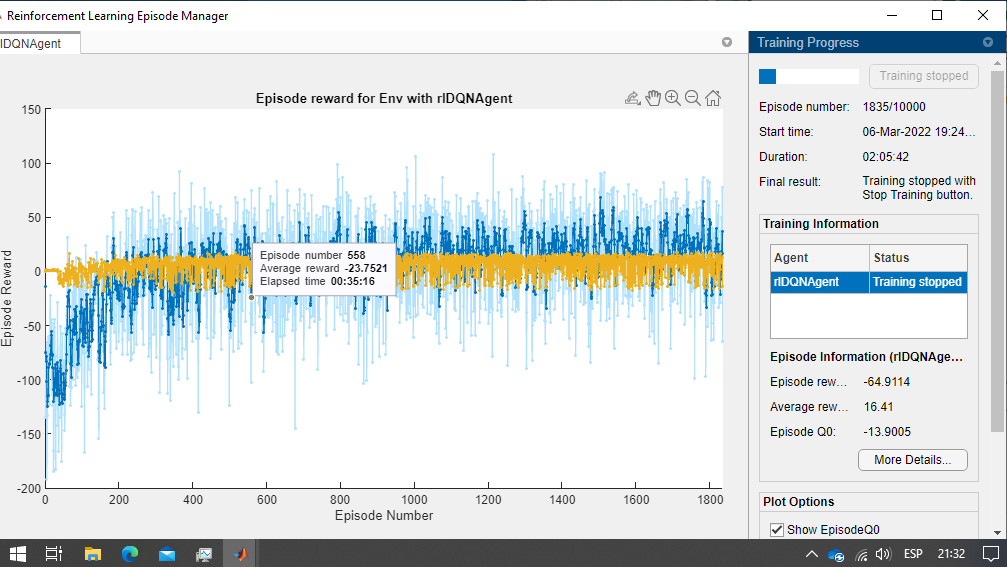 Reinforcement Learning Episode Manager
lDQNAgent
Episode reward for Env with rlDQNAgent
150
100
50
0
-50
-100
-150
-200
Episode Reward
0
200
400
600
800
1000
1200
1400
1600
1800
Episode Number
Episode number 558
Average reward -23.7521
Elapsed time 00:35:16
Training Progress
Training stopped
Episode number: 1835/10000
Start time: 06-Mar-2022 19:24...
Duration: 02:05:42
Final result: Training stopped with
Stop Training button.
Training Information
Agent Status
rlDQNAgent Training stopped
Episode Information (rlDQNAge...
Episode rew... -64.9114
Average rew... 16.41
Episode Q0: -13.9005
More Details...
Plot Options
Show EpisodeQ0
ESP
21:32